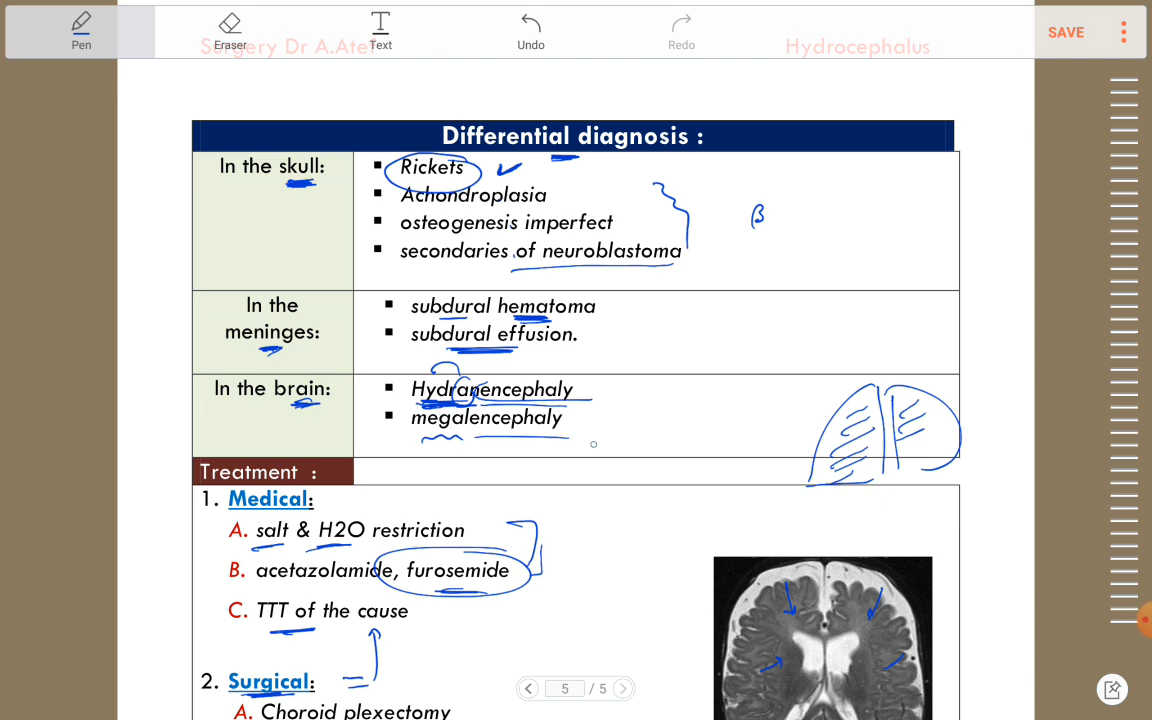 Pen
Eraser
Text
Undo
Redo
SAVE
Surgery Dr A.Atef
Hydrocephalus
Differential diagnosis :
In the skull:
▪ Rickets
▪ Achondroplasia
▪ osteogenesis imperfect
▪ secondaries of neuroblastoma
β
In the
meninges:
▪ subdural hematoma
▪ subdural effusion.
In the brain:
▪ Hydranencephaly
▪ megalencephaly
Treatment :
1. Medical:
A. salt & H2O restriction
B. acetazolamide, furosemide
C. TTT of the cause
2. Surgical:
5 / 5
A. Choroid plexectomy